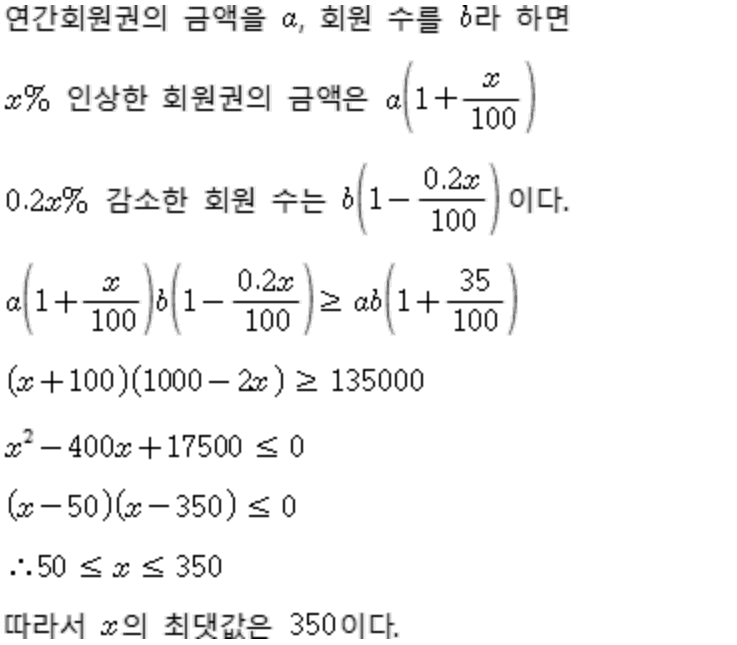 연간회원권의 금액을 a, 회원 수를 b라 하면
x% 인상한 회원권의 금액은 a(1+x/100)
0.2x% 감소한 회원 수는 b(1-0.2x/100)이다.
a(1+x/100)b(1-0.2x/100)≥ab(1+35/100)
(x+100)(1000-2x)≥135000
x²-400x+17500≤0
(x-50)(x-350)≤0
∴50≤x≤350
따라서 x의 최댓값은 350이다.